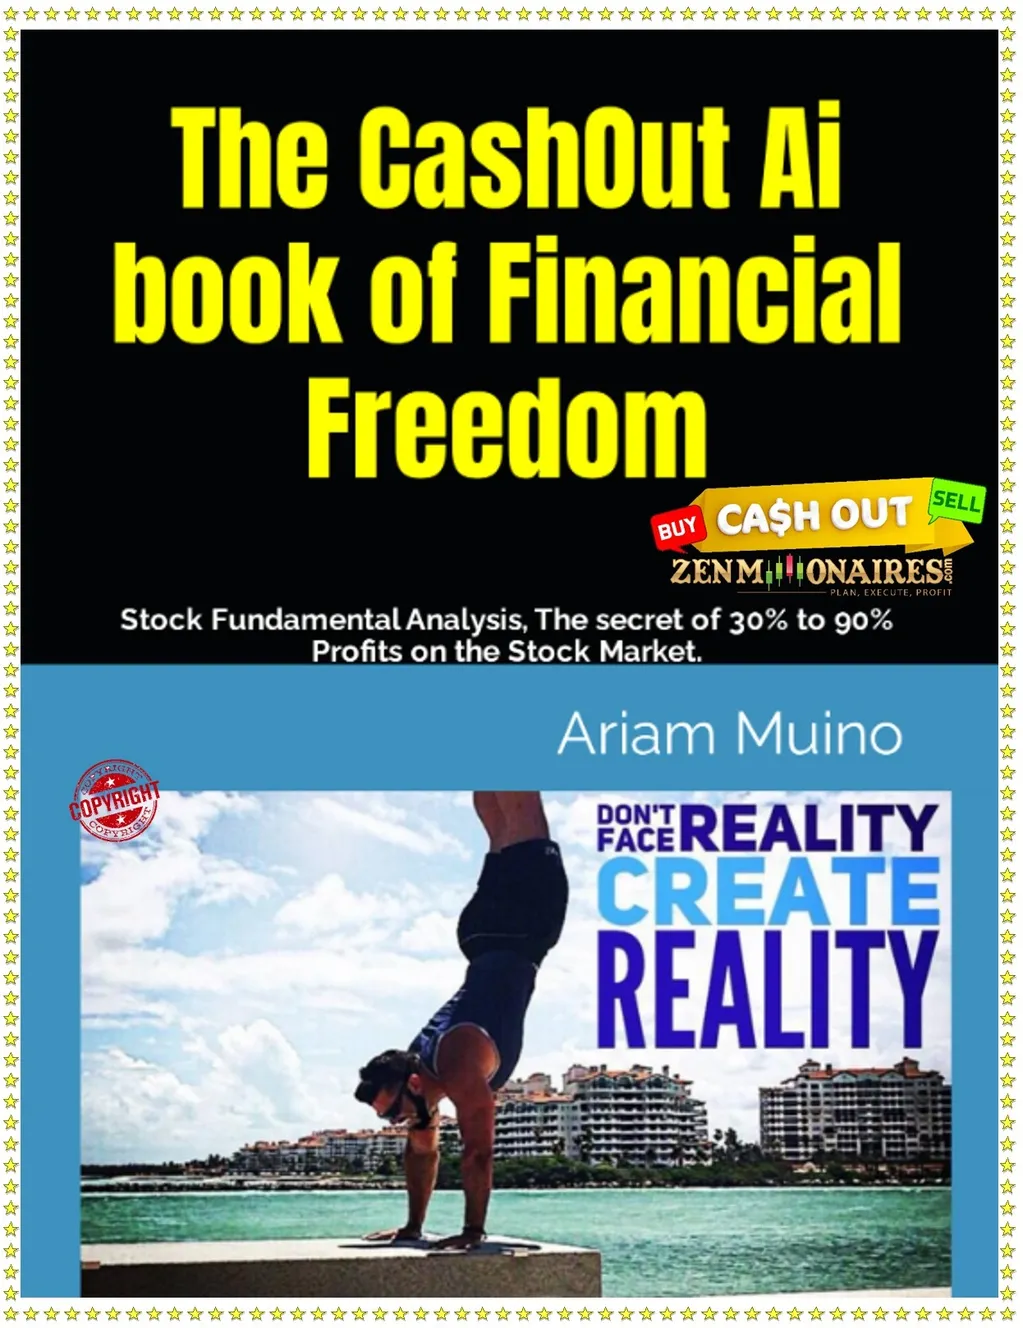 The CashOut Ai
book of Financial
Freedom
BUY
CA$H OUT
SELL
ZENMILLIONAIRES.com
PLAN, EXECUTE, PROFIT
Stock Fundamental Analysis, The secret of 30% to 90%
Profits on the Stock Market.
Ariam Muino
COPYRIGHT
COPYRIGHT
COPYRIGHT
DON'T
FACE REALITY
CREATE
REALITY